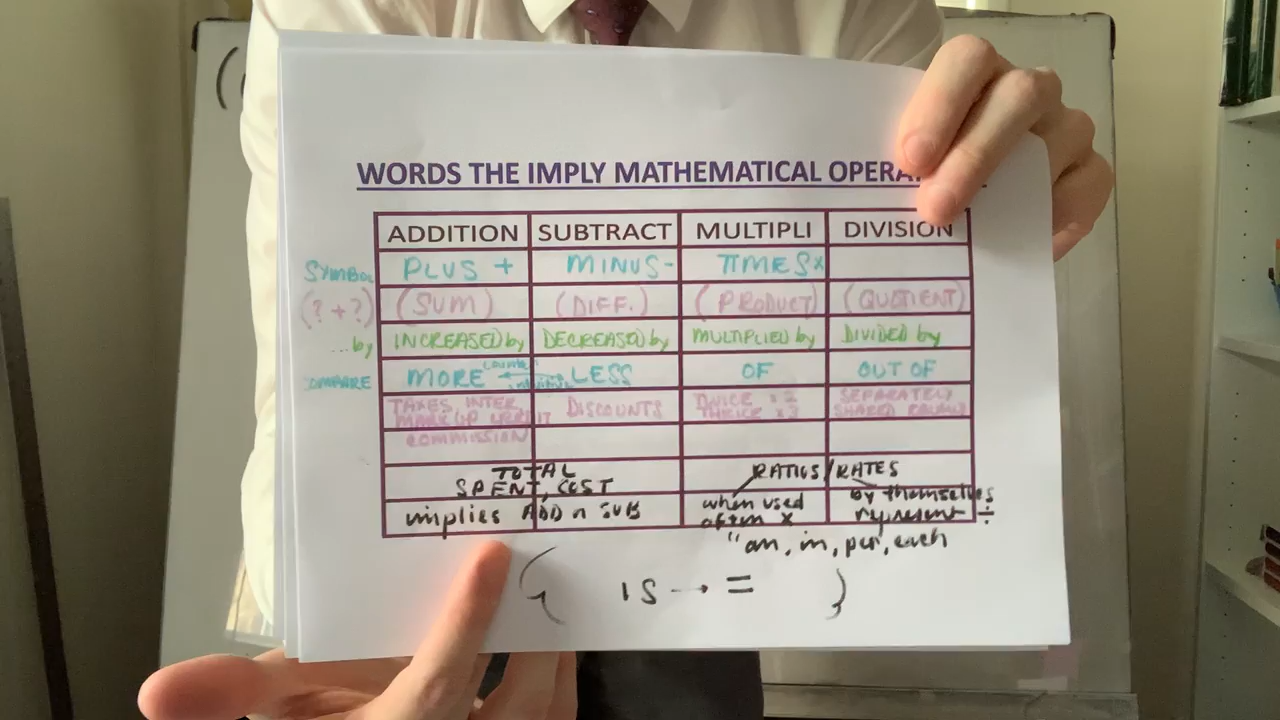 WORDS THE IMPLY MATHEMATICAL OPERA
ADDITION SUBTRACT MULTIPLI DIVISION
SYMBOL PLUS + MINUS- TIMES x
(? + ?) (SUM) (DIFF.) (PRODUCT) (QUOTIENT)
...by INCREASED by DECREASED by MULTIPLIED by DIVIDED by
COMPARE MORE LESS OF OUT OF
TAXES INTER DISCOUNTS TWICE x2 SEPARATELY
MARK UP THRICE x3 SHARED
COMMISSION
TOTAL RATIOS/RATES
SPENT, COST
implies ADD n SUB when used by themselves
often x represent ÷
"an, in, per, each
{ IS → = }